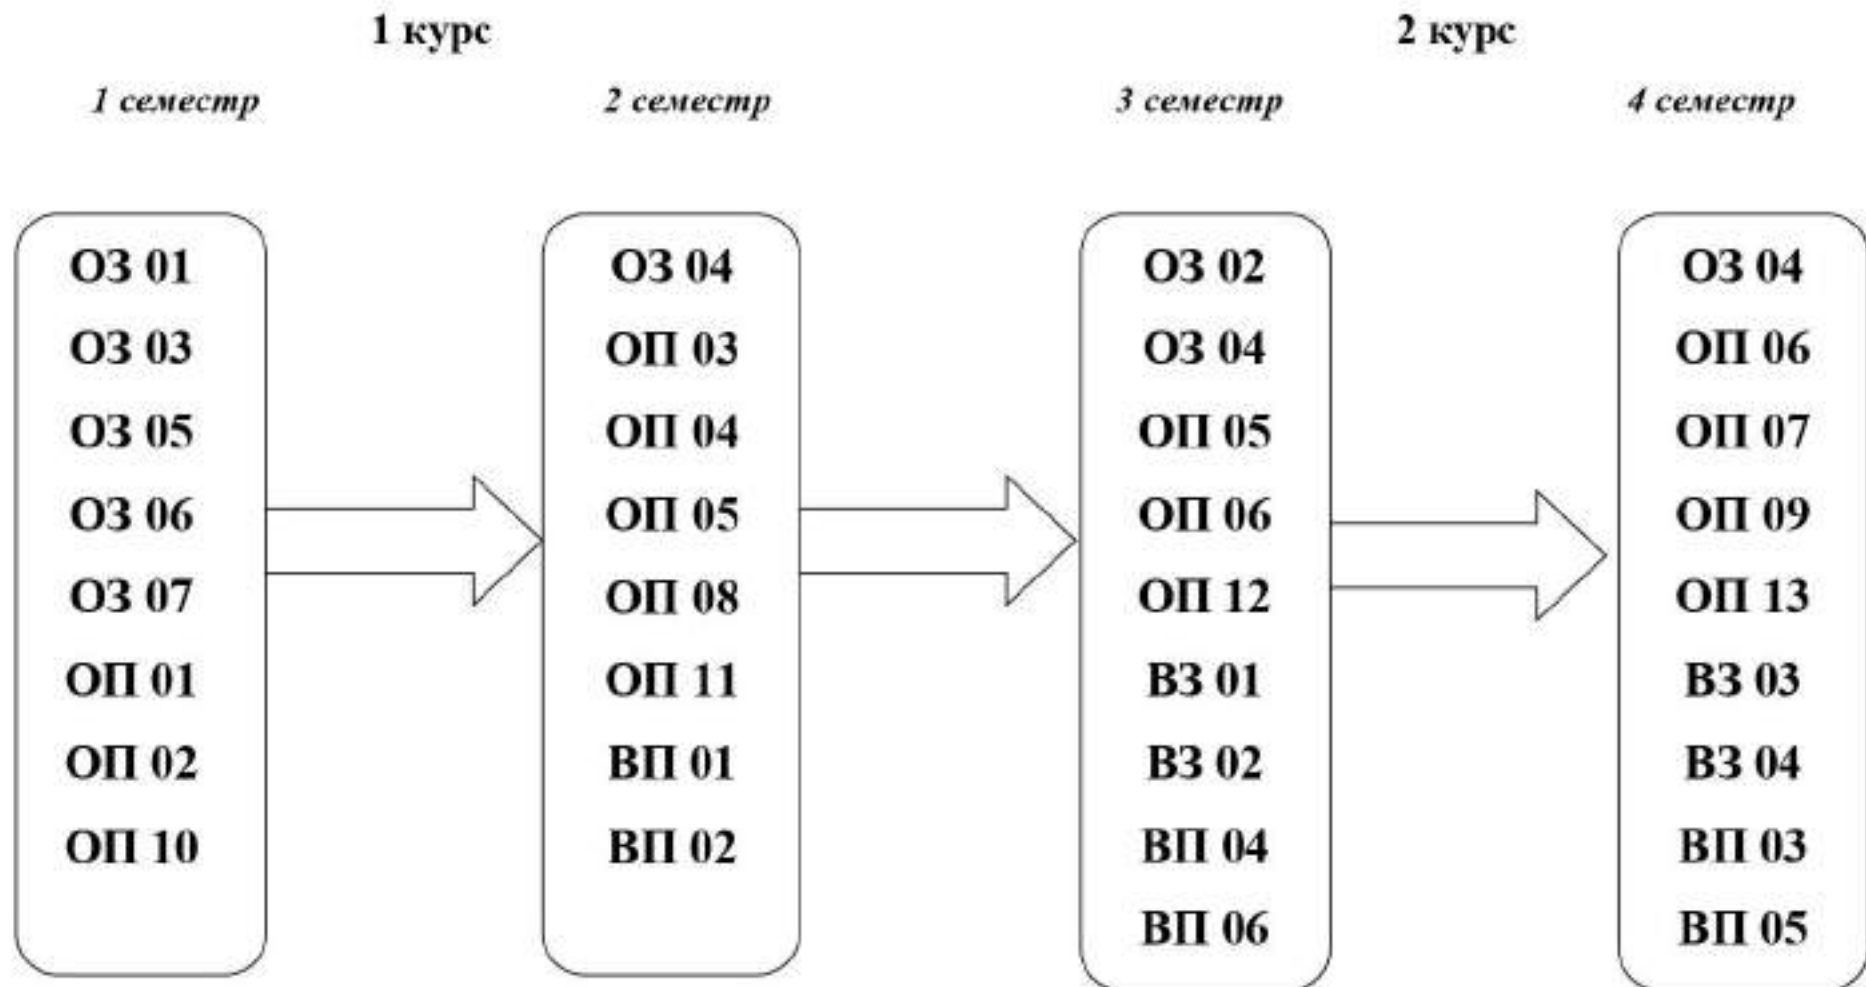 1 курс
2 курс
1 семестр
2 семестр
3 семестр
4 семестр
ОЗ 01
ОЗ 03
ОЗ 05
ОЗ 06
ОЗ 07
ОП 01
ОП 02
ОП 10
ОЗ 04
ОП 03
ОП 04
ОП 05
ОП 08
ОП 11
ВП 01
ВП 02
ОЗ 02
ОЗ 04
ОП 05
ОП 06
ОП 12
ВЗ 01
ВЗ 02
ВП 04
ВП 06
ОЗ 04
ОП 06
ОП 07
ОП 09
ОП 13
ВЗ 03
ВЗ 04
ВП 03
ВП 05